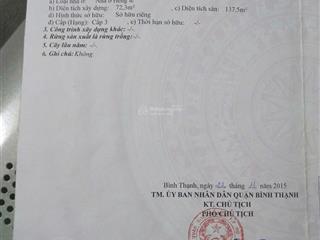 a) Loại nhà ở: Nhà ở riêng lẻ
b) Diện tích xây dựng: 72,3m², c) Diện tích sàn: 137,5m²
d) Hình thức sở hữu: Sở hữu riêng
đ) Cấp (Hạng): Cấp 3 , e) Thời hạn sở hữu: -/-
3. Công trình xây dựng khác: -/-
4. Rừng sản xuất là rừng trồng: -/-
5. Cây lâu năm: -/-
6. Ghi chú: Không.
Bình Thạnh, ngày tháng năm 2015
TM. ỦY BAN NHÂN DÂN QUẬN BÌNH THẠNH
KT. CHỦ TỊCH
PHÓ CHỦ TỊCH